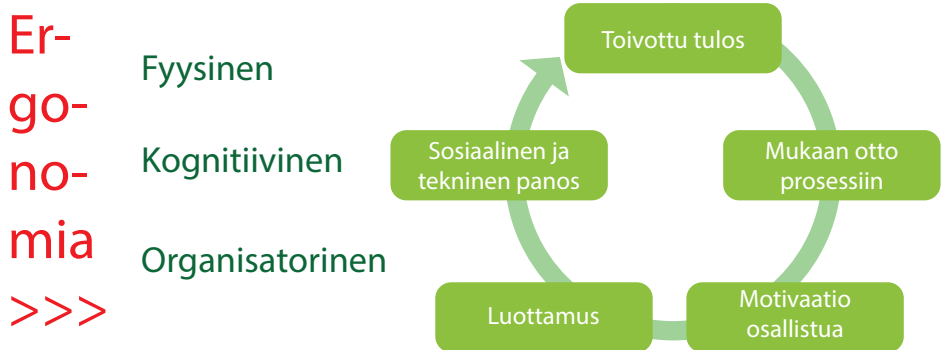 Er-
go-
no-
mia
>>>
Fyysinen
Kognitiivinen
Organisatorinen
Toivottu tulos
Mukaan otto
prosessiin
Motivaatio
osallistua
Luottamus
Sosiaalinen ja
tekninen panos